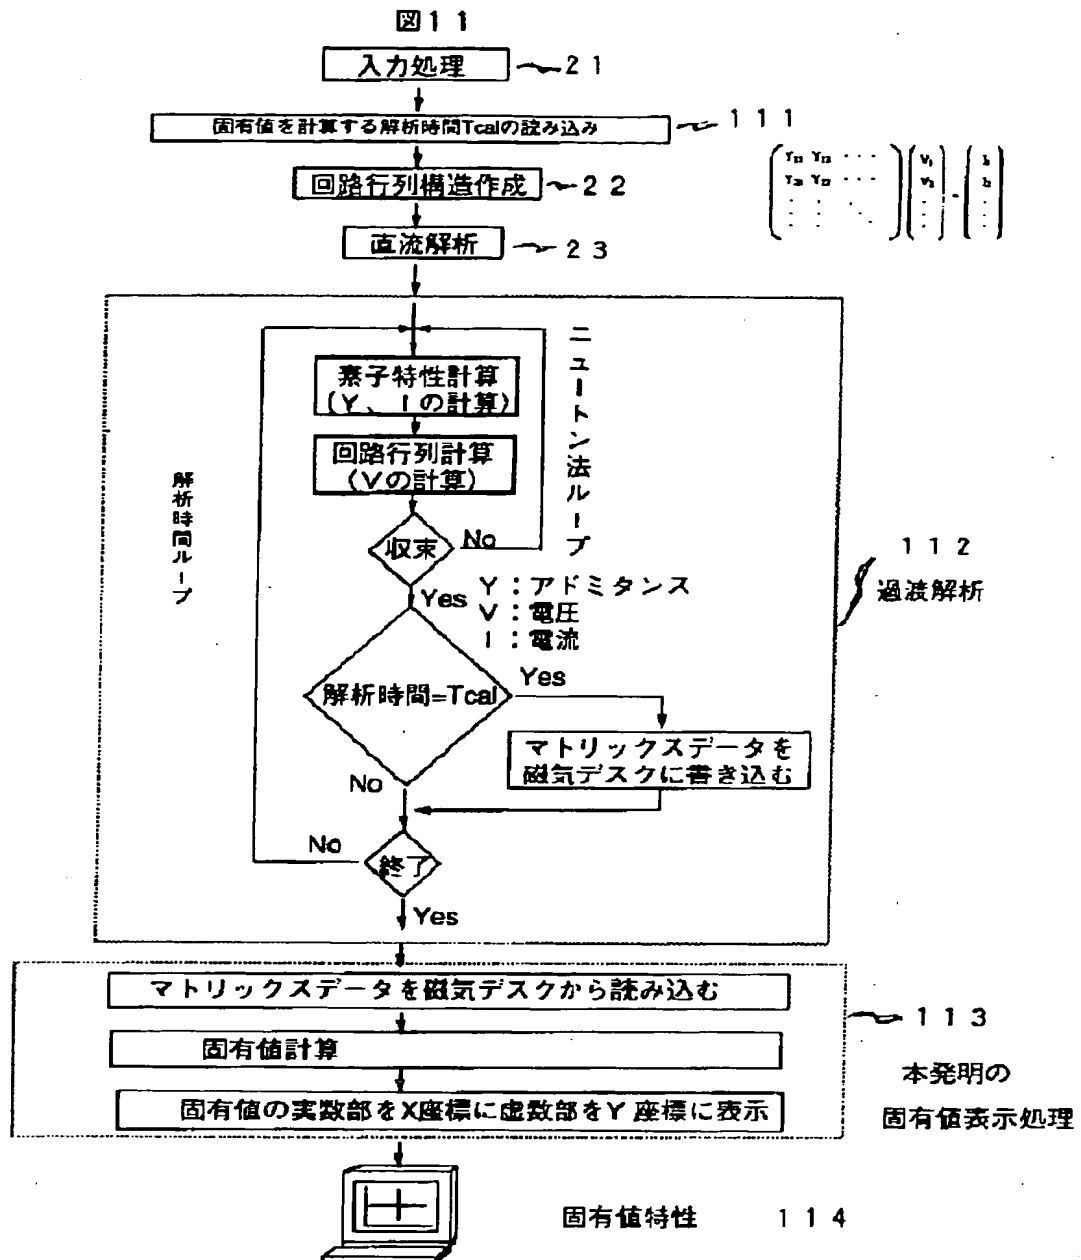 図11
入力処理
21
固有値を計算する解析時間Tcalの読み込み
111
回路行列構造作成
22
直流解析
23
ニュートン法ループ
素子特性計算
(Y、Iの計算)
回路行列計算
(Vの計算)
解析時間ループ
収束
No
Yes
Y:アドミタンス
V:電圧
I:電流
112
過渡解析
解析時間=Tcal
Yes
マトリックスデータを
磁気デスクに書き込む
No
No
終了
Yes
マトリックスデータを磁気デスクから読み込む
固有値計算
固有値の実数部をX座標に虚数部をY座標に表示
113
本発明の
固有値表示処理
固有値特性 114